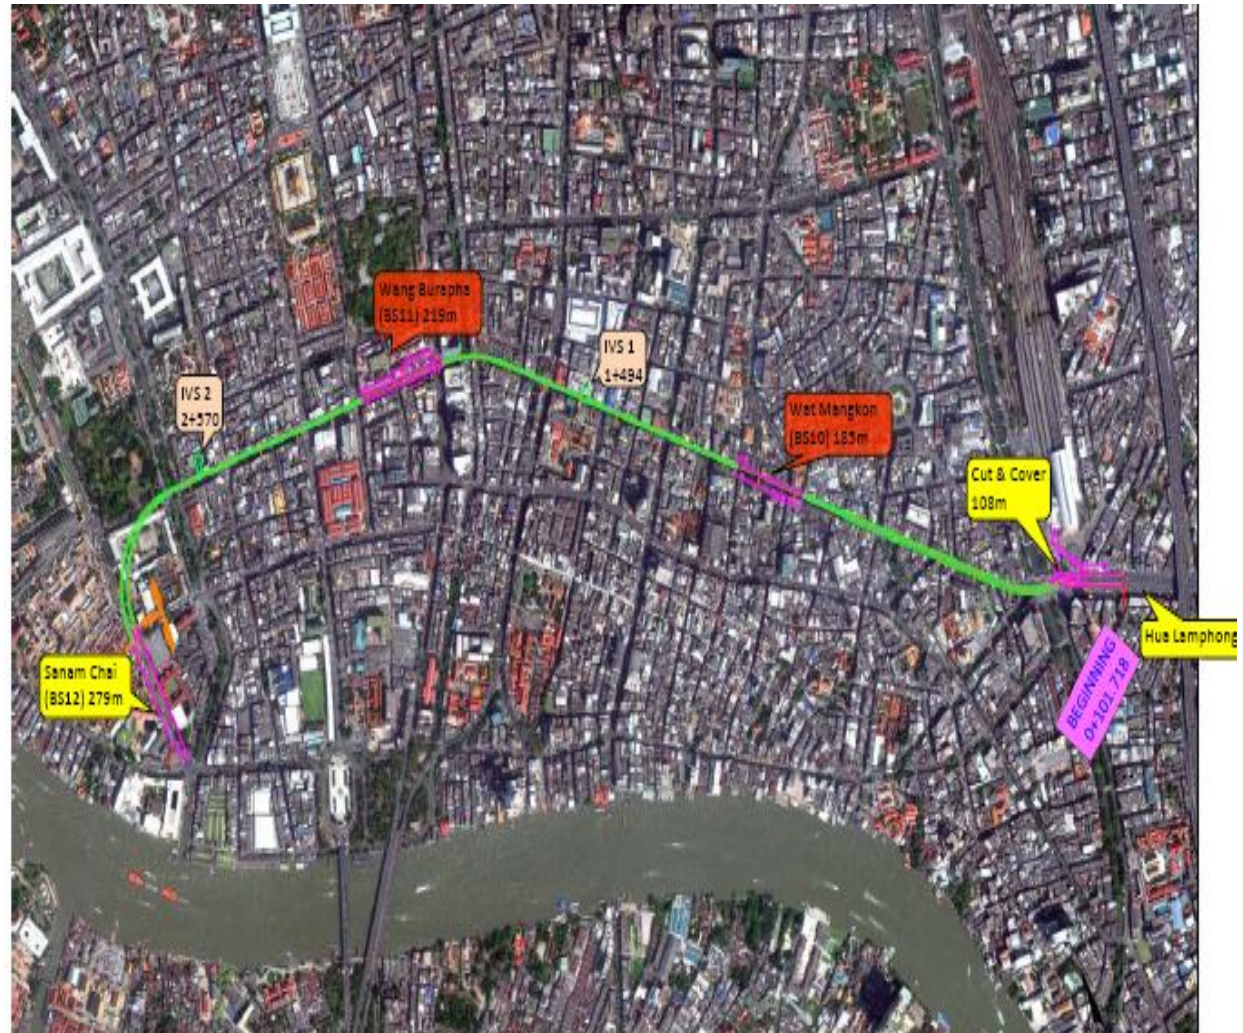 Wang Burapha
(BS11) 219m
IVS 1
1+494
IVS 2
2+370
Wat Mangkon
(BS10) 183m
Cut & Cover
108m
Hua Lamphong
BEGINNING
0+101.718
Sanam Chai
(BS12) 279m